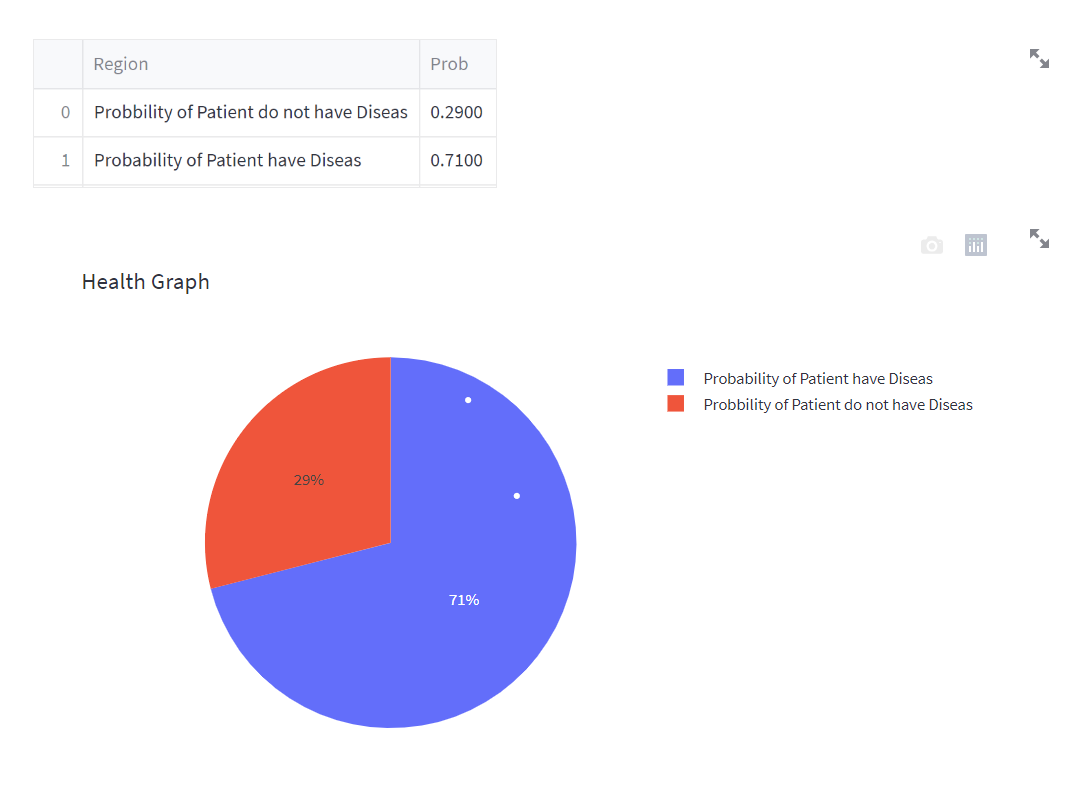 Region Prob
0 Probbility of Patient do not have Diseas 0.2900
1 Probability of Patient have Diseas 0.7100
Health Graph
Probability of Patient have Diseas
Probbility of Patient do not have Diseas
29%
71%